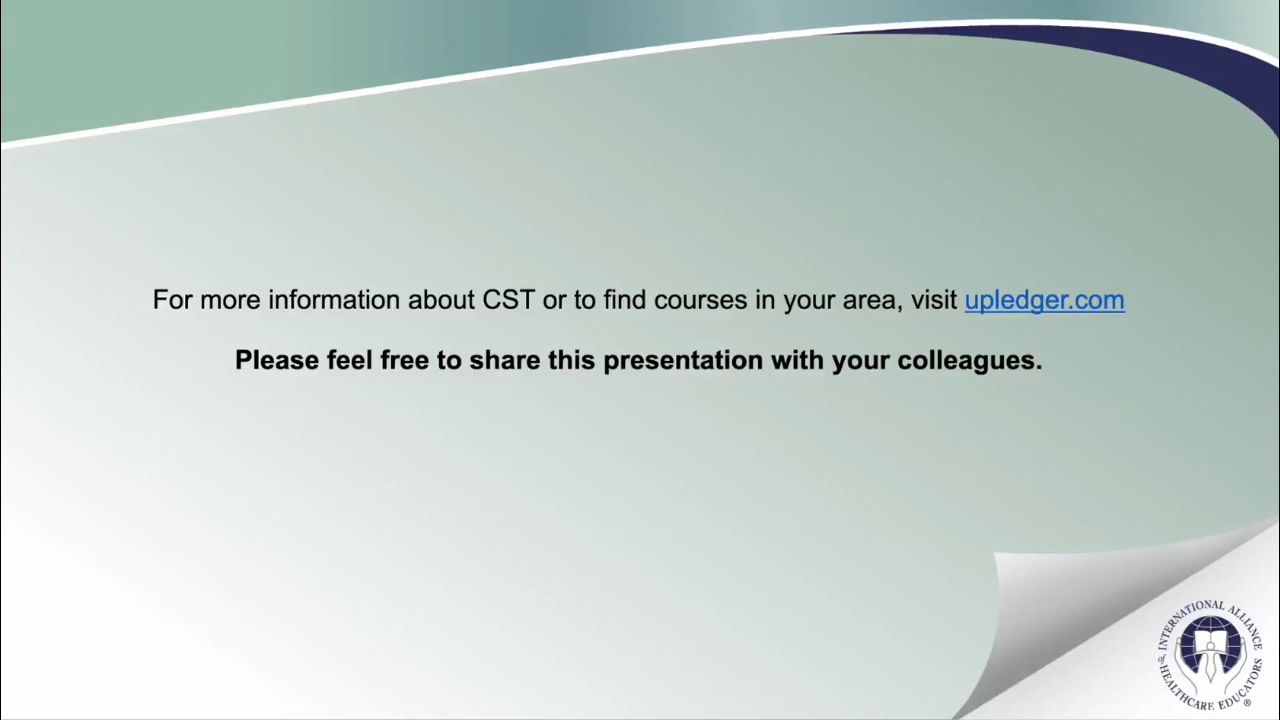 For more information about CST or to find courses in your area, visit upledger.com
Please feel free to share this presentation with your colleagues.
INTERNATIONAL ALLIANCE
of HEALTHCARE EDUCATORS®